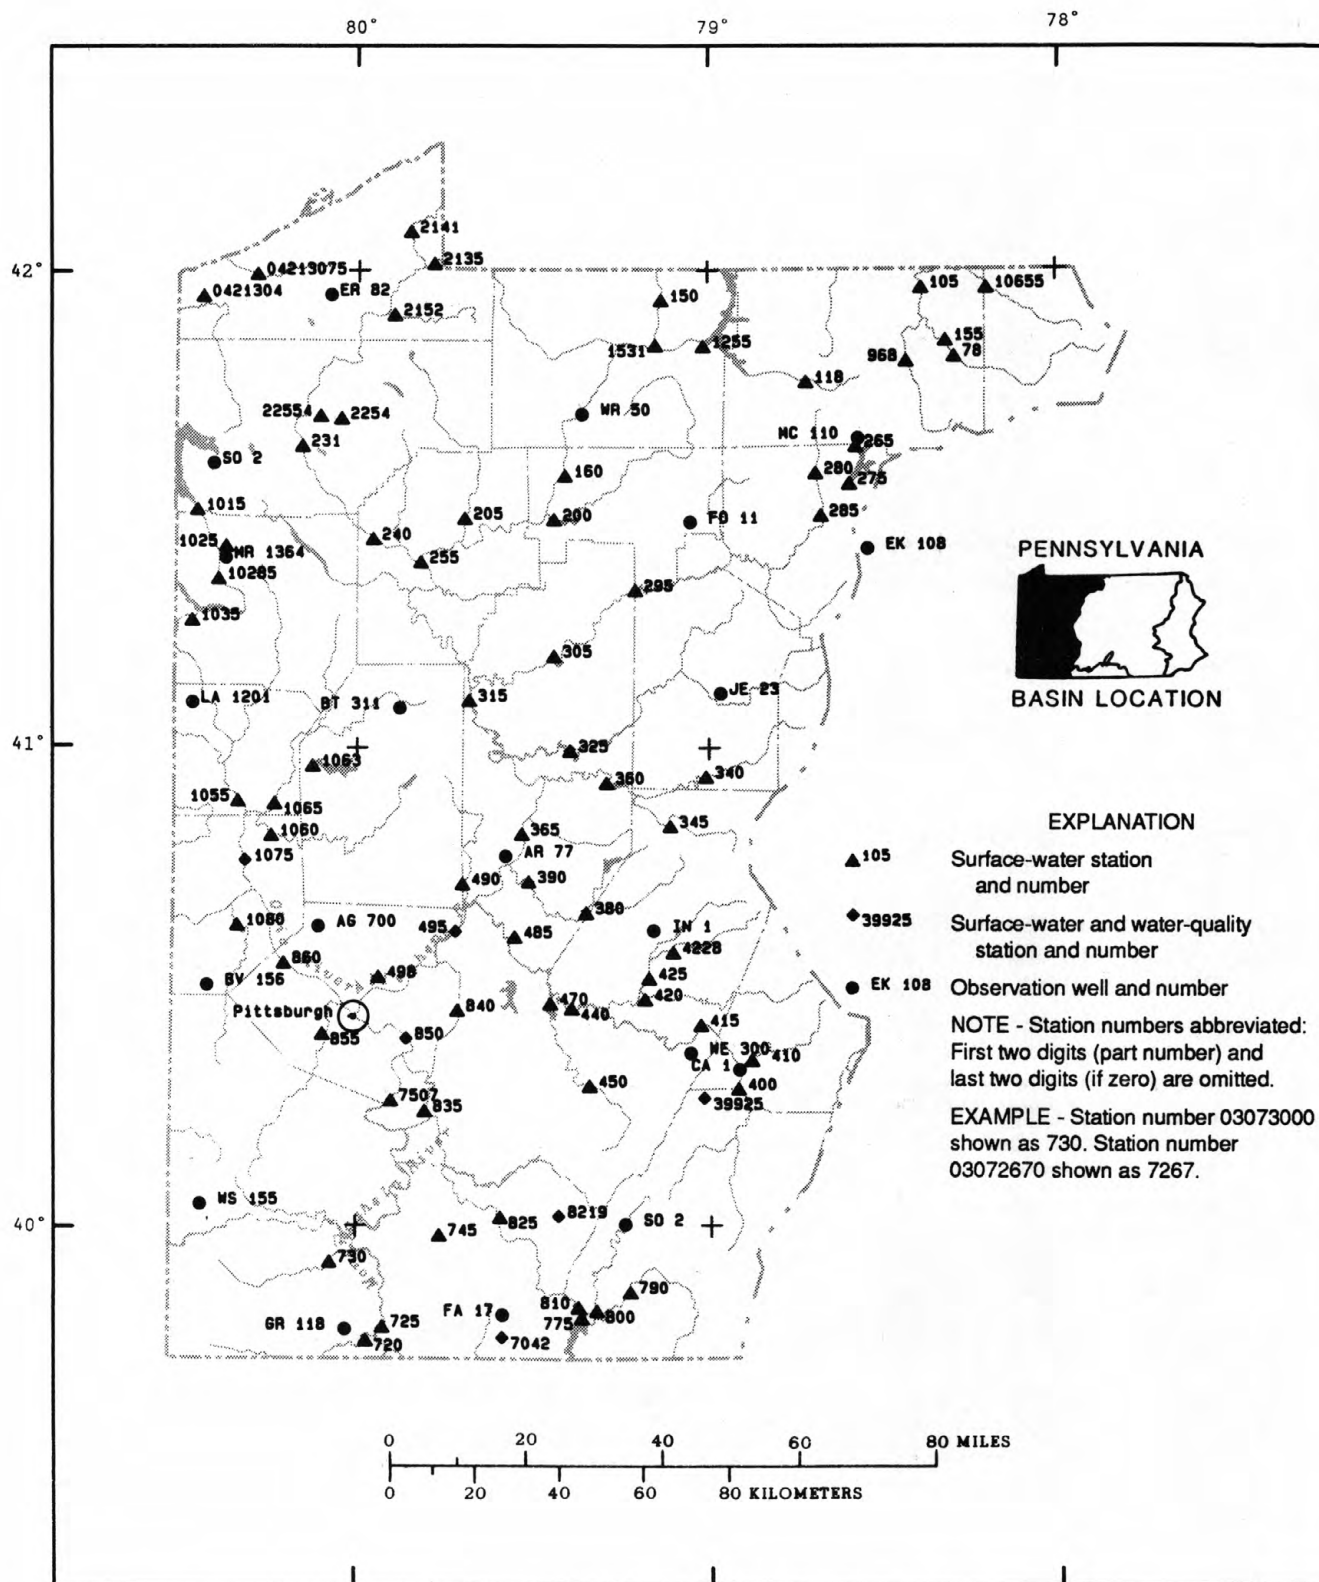 80°
79°
78°
42°
41°
40°
2141
2135
04213075
0421304
ER 82
2152
150
1531
1255
105
10655
155
78
968
118
22554
2254
231
WR 50
MC 110
265
SO 2
160
280
275
1015
205
200
FO 11
285
1025
MR 1364
240
255
EK 108
10285
295
1035
305
LA 1201
BT 311
315
JE 23
1063
325
360
340
1055
1065
1060
365
345
1075
AR 77
490
390
380
1080
AG 700
495
485
IN 1
4228
860
BV 156
498
425
Pittsburgh
840
470
440
420
855
850
415
WE 300
410
CA 1
450
400
39925
7507
835
WS 155
745
825
8219
SO 2
730
790
810
800
775
FA 17
7042
GR 118
725
720
PENNSYLVANIA
BASIN LOCATION
EXPLANATION
105 Surface-water station
and number
39925 Surface-water and water-quality
station and number
EK 108 Observation well and number
NOTE - Station numbers abbreviated:
First two digits (part number) and
last two digits (if zero) are omitted.
EXAMPLE - Station number 03073000
shown as 730. Station number
03072670 shown as 7267.
0 20 40 60 80 MILES
0 20 40 60 80 KILOMETERS